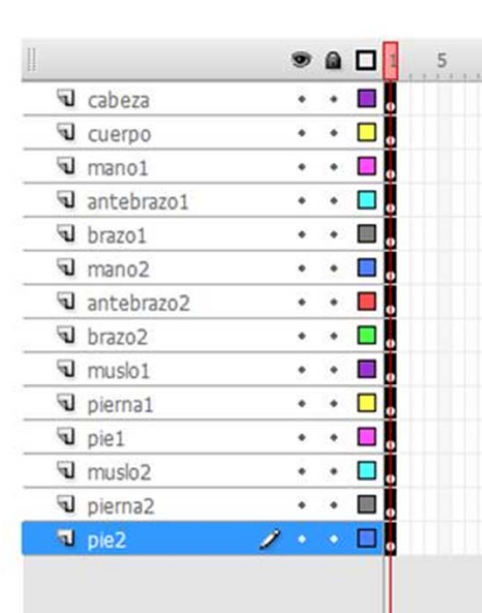 1 5
cabeza
cuerpo
mano1
antebrazo1
brazo1
mano2
antebrazo2
brazo2
muslo1
pierna1
pie1
muslo2
pierna2
pie2